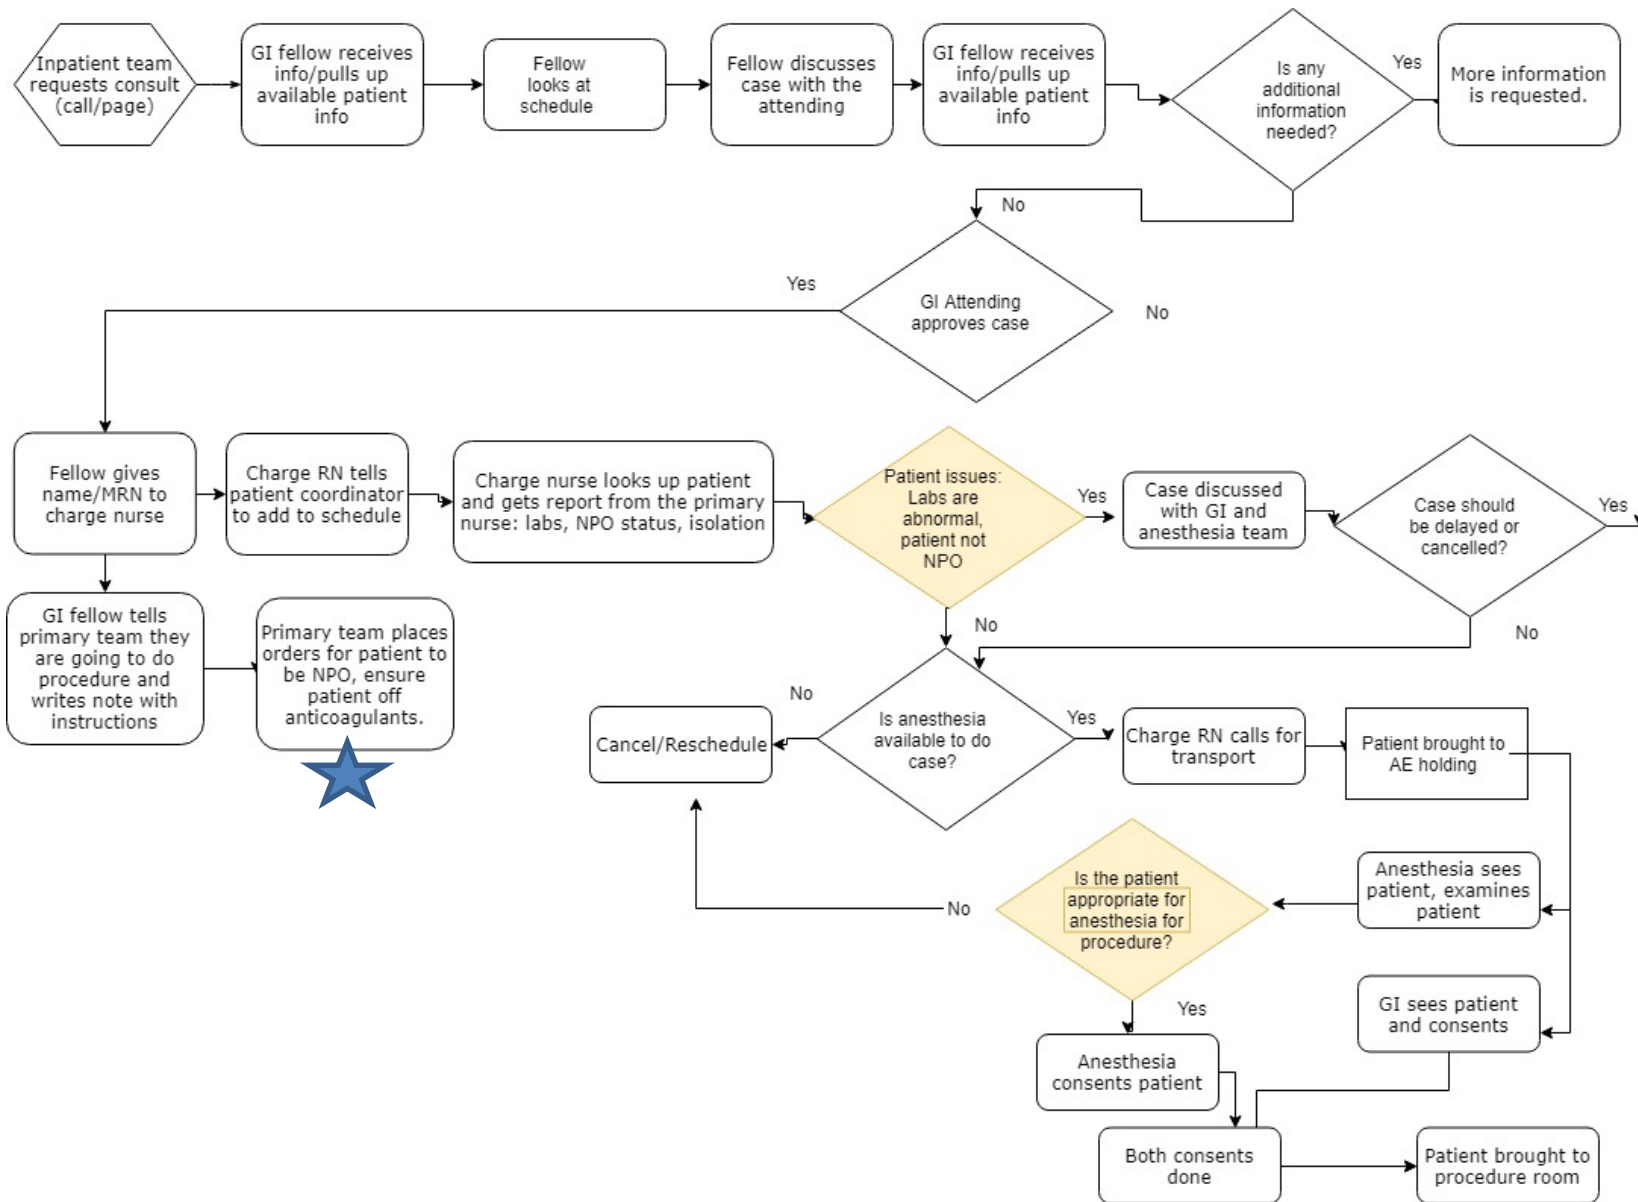 Inpatient team
requests consult
(call/page)
GI fellow receives
info/pulls up
available patient
info
Fellow
looks at
schedule
Fellow discusses
case with the
attending
GI fellow receives
info/pulls up
available patient
info
Is any
additional
information
needed?
Yes
More information
is requested.
No
GI Attending
approves case
Yes
No
Fellow gives
name/MRN to
charge nurse
Charge RN tells
patient coordinator
to add to schedule
Charge nurse looks up patient
and gets report from the primary
nurse: labs, NPO status, isolation
Patient issues:
Labs are
abnormal,
patient not
NPO
Yes
Case discussed
with GI and
anesthesia team
Case should
be delayed or
cancelled?
Yes
No
No
GI fellow tells
primary team they
are going to do
procedure and
writes note with
instructions
Primary team places
orders for patient to
be NPO, ensure
patient off
anticoagulants.
Cancel/Reschedule
No
Is anesthesia
available to do
case?
Yes
Charge RN calls for
transport
Patient brought to
AE holding
Anesthesia sees
patient, examines
patient
Is the patient
appropriate for
anesthesia for
procedure?
No
Yes
GI sees patient
and consents
Anesthesia
consents patient
Both consents
done
Patient brought to
procedure room